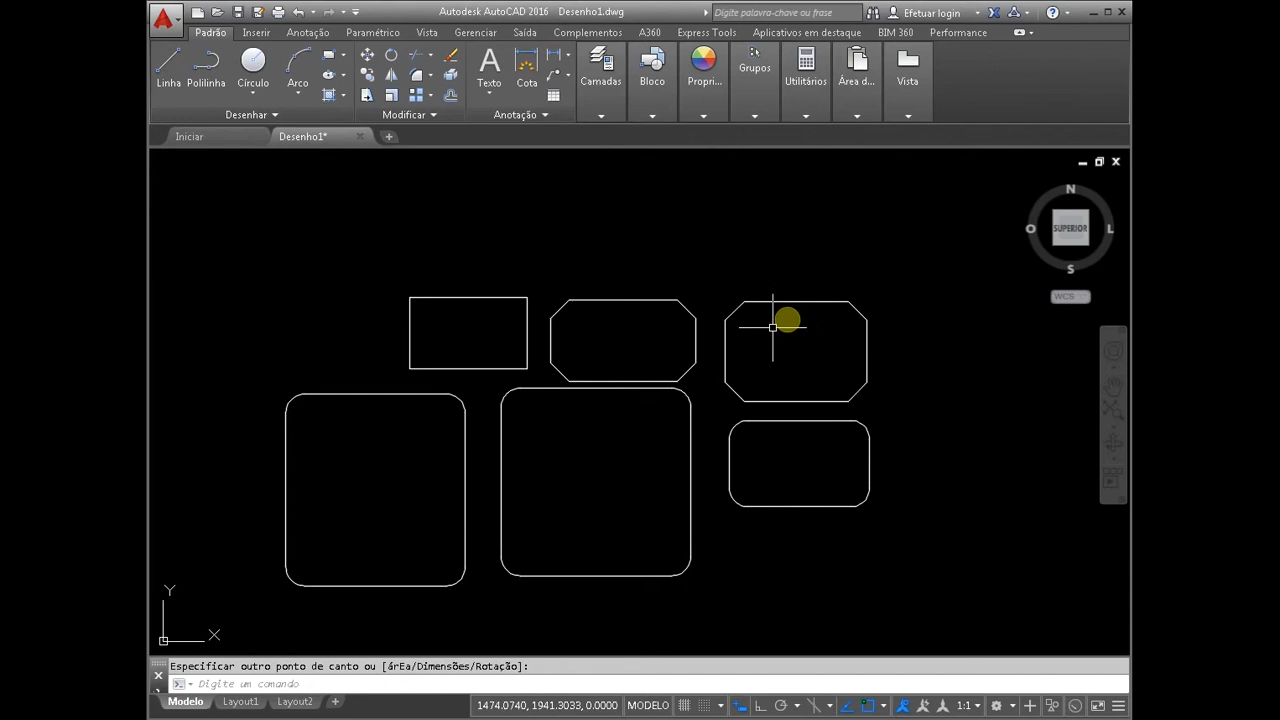 Autodesk AutoCAD 2016 Desenho1.dwg
Digite palavra-chave ou frase
Efetuar login
Padrão Inserir Anotação Paramétrico Vista Gerenciar Saída Complementos A360 Express Tools Aplicativos em destaque BIM 360 Performance
Linha Polilinha Círculo Arco Texto Cota Camadas Bloco Propri... Grupos Utilitários Área d... Vista
Desenhar Modificar Anotação
Iniciar Desenho1*
N
O SUPERIOR L
S
WCS
Y
X
Especificar outro ponto de canto ou [árEa/Dimensões/Rotação]:
Digite um comando
Modelo Layout1 Layout2 1474.0740, 1941.3033, 0.0000 MODELO 1:1